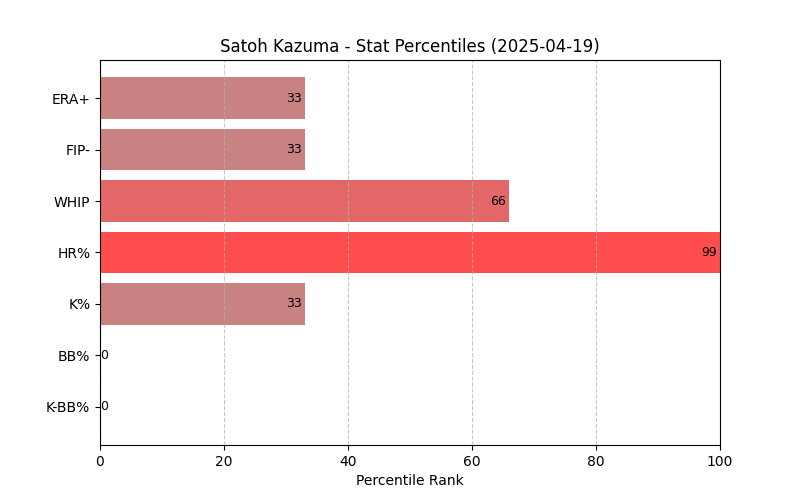 Satoh Kazuma - Stat Percentiles (2025-04-19)
ERA+ 33
FIP- 33
WHIP 66
HR% 99
K% 33
BB% 0
K-BB% 0
0 20 40 60 80 100
Percentile Rank